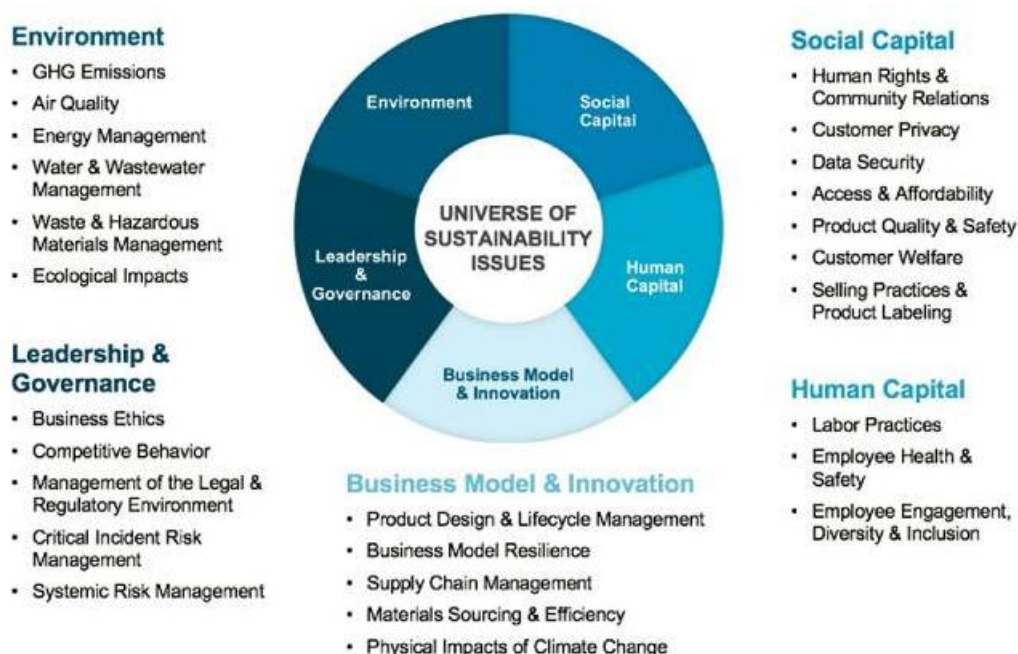 Environment
• GHG Emissions
• Air Quality
• Energy Management
• Water & Wastewater
Management
• Waste & Hazardous
Materials Management
• Ecological Impacts
Leadership &
Governance
• Business Ethics
• Competitive Behavior
• Management of the Legal &
Regulatory Environment
• Critical Incident Risk
Management
• Systemic Risk Management
Environment
Social
Capital
Leadership
&
Governance
UNIVERSE OF
SUSTAINABILITY
ISSUES
Human
Capital
Business Model
& Innovation
Business Model & Innovation
• Product Design & Lifecycle Management
• Business Model Resilience
• Supply Chain Management
• Materials Sourcing & Efficiency
• Physical Impacts of Climate Change
Social Capital
• Human Rights &
Community Relations
• Customer Privacy
• Data Security
• Access & Affordability
• Product Quality & Safety
• Customer Welfare
• Selling Practices &
Product Labeling
Human Capital
• Labor Practices
• Employee Health &
Safety
• Employee Engagement,
Diversity & Inclusion